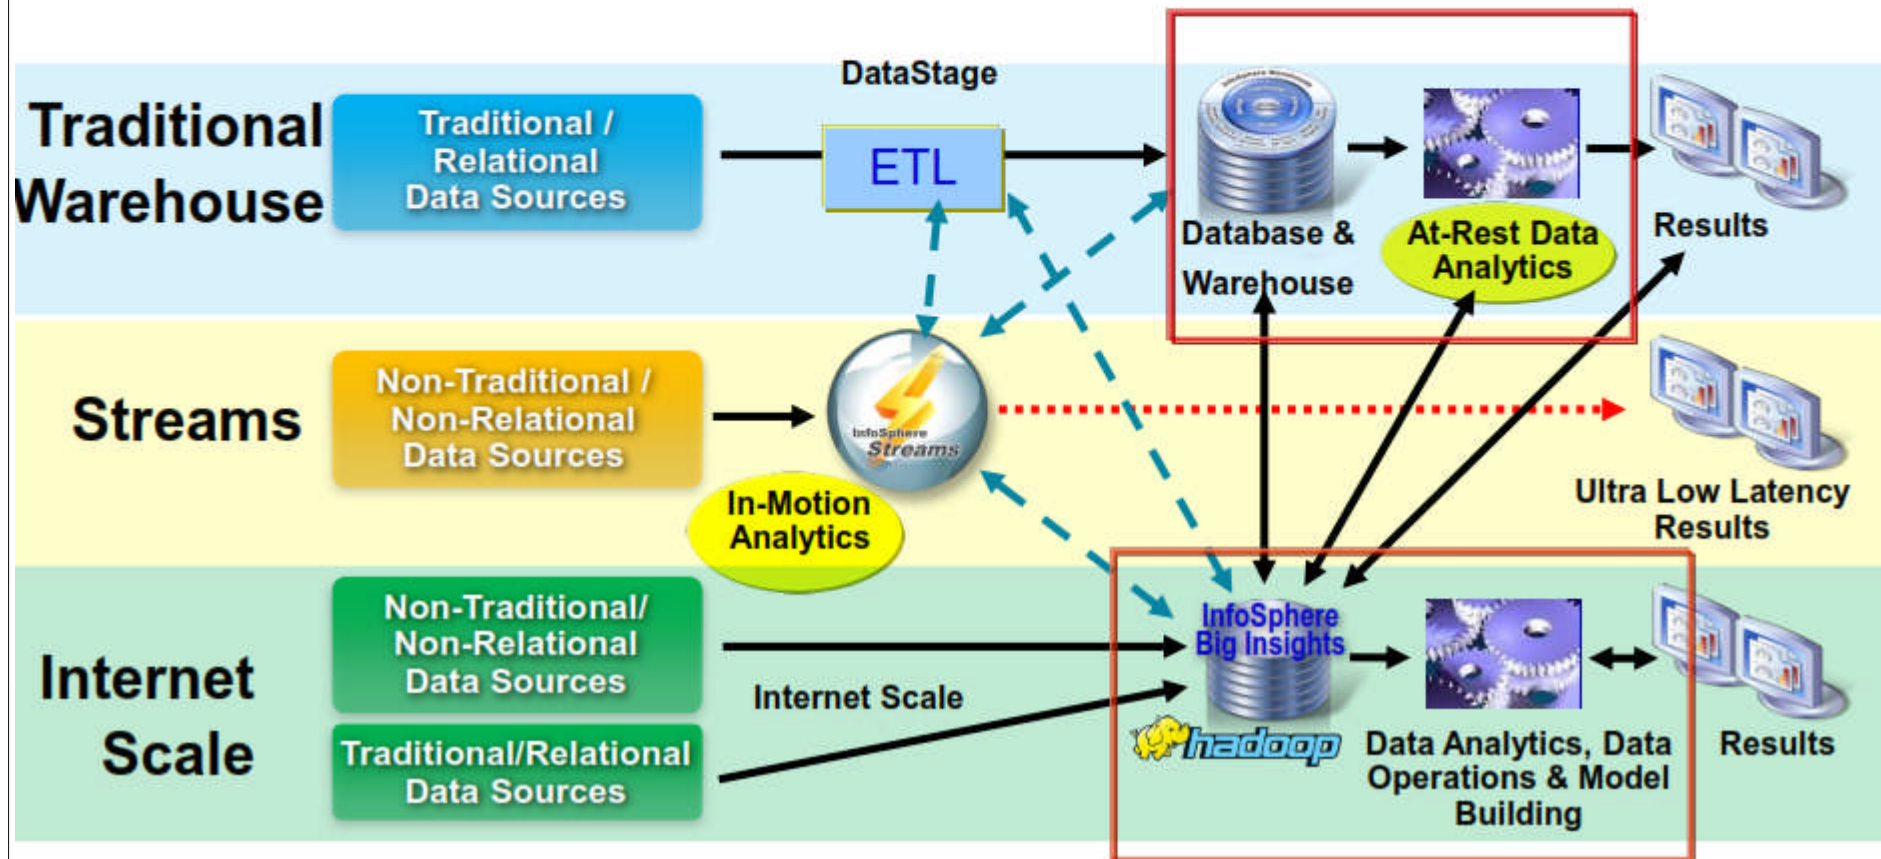 DataStage
Traditional
Warehouse
Traditional /
Relational
Data Sources
ETL
Database &
Warehouse
At-Rest Data
Analytics
Results
Streams
Non-Traditional /
Non-Relational
Data Sources
InfoSphere
Streams
In-Motion
Analytics
Ultra Low Latency
Results
Internet
Scale
Non-Traditional/
Non-Relational
Data Sources
Traditional/Relational
Data Sources
Internet Scale
InfoSphere
Big Insights
hadoop
Data Analytics, Data
Operations & Model
Building
Results